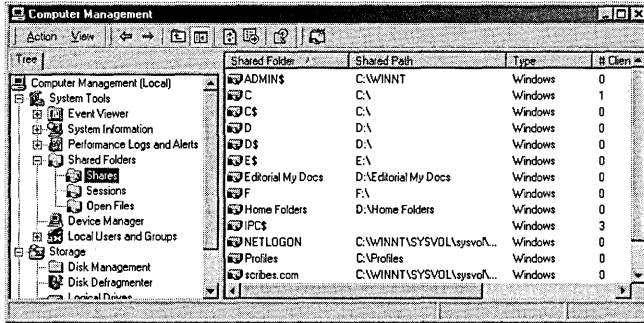 Computer Management
Action View
Tree
Computer Management (Local)
System Tools
Event Viewer
System Information
Performance Logs and Alerts
Shared Folders
Shares
Sessions
Open Files
Device Manager
Local Users and Groups
Storage
Disk Management
Disk Defragmenter
Logical Drives
Shared Folder Shared Path Type # Clien
ADMIN$ C:\WINNT Windows 0
C C:\ Windows 1
C$ C:\ Windows 0
D D:\ Windows 0
D$ D:\ Windows 0
E$ E:\ Windows 0
Editorial My Docs D:\Editorial My Docs Windows 0
F F:\ Windows 0
Home Folders D:\Home Folders Windows 0
IPC$ Windows 3
NETLOGON C:\WINNT\SYSVOL\sysvol\... Windows 0
Profiles C:\Profiles Windows 0
scribes.com C:\WINNT\SYSVOL\sysvol\... Windows 0